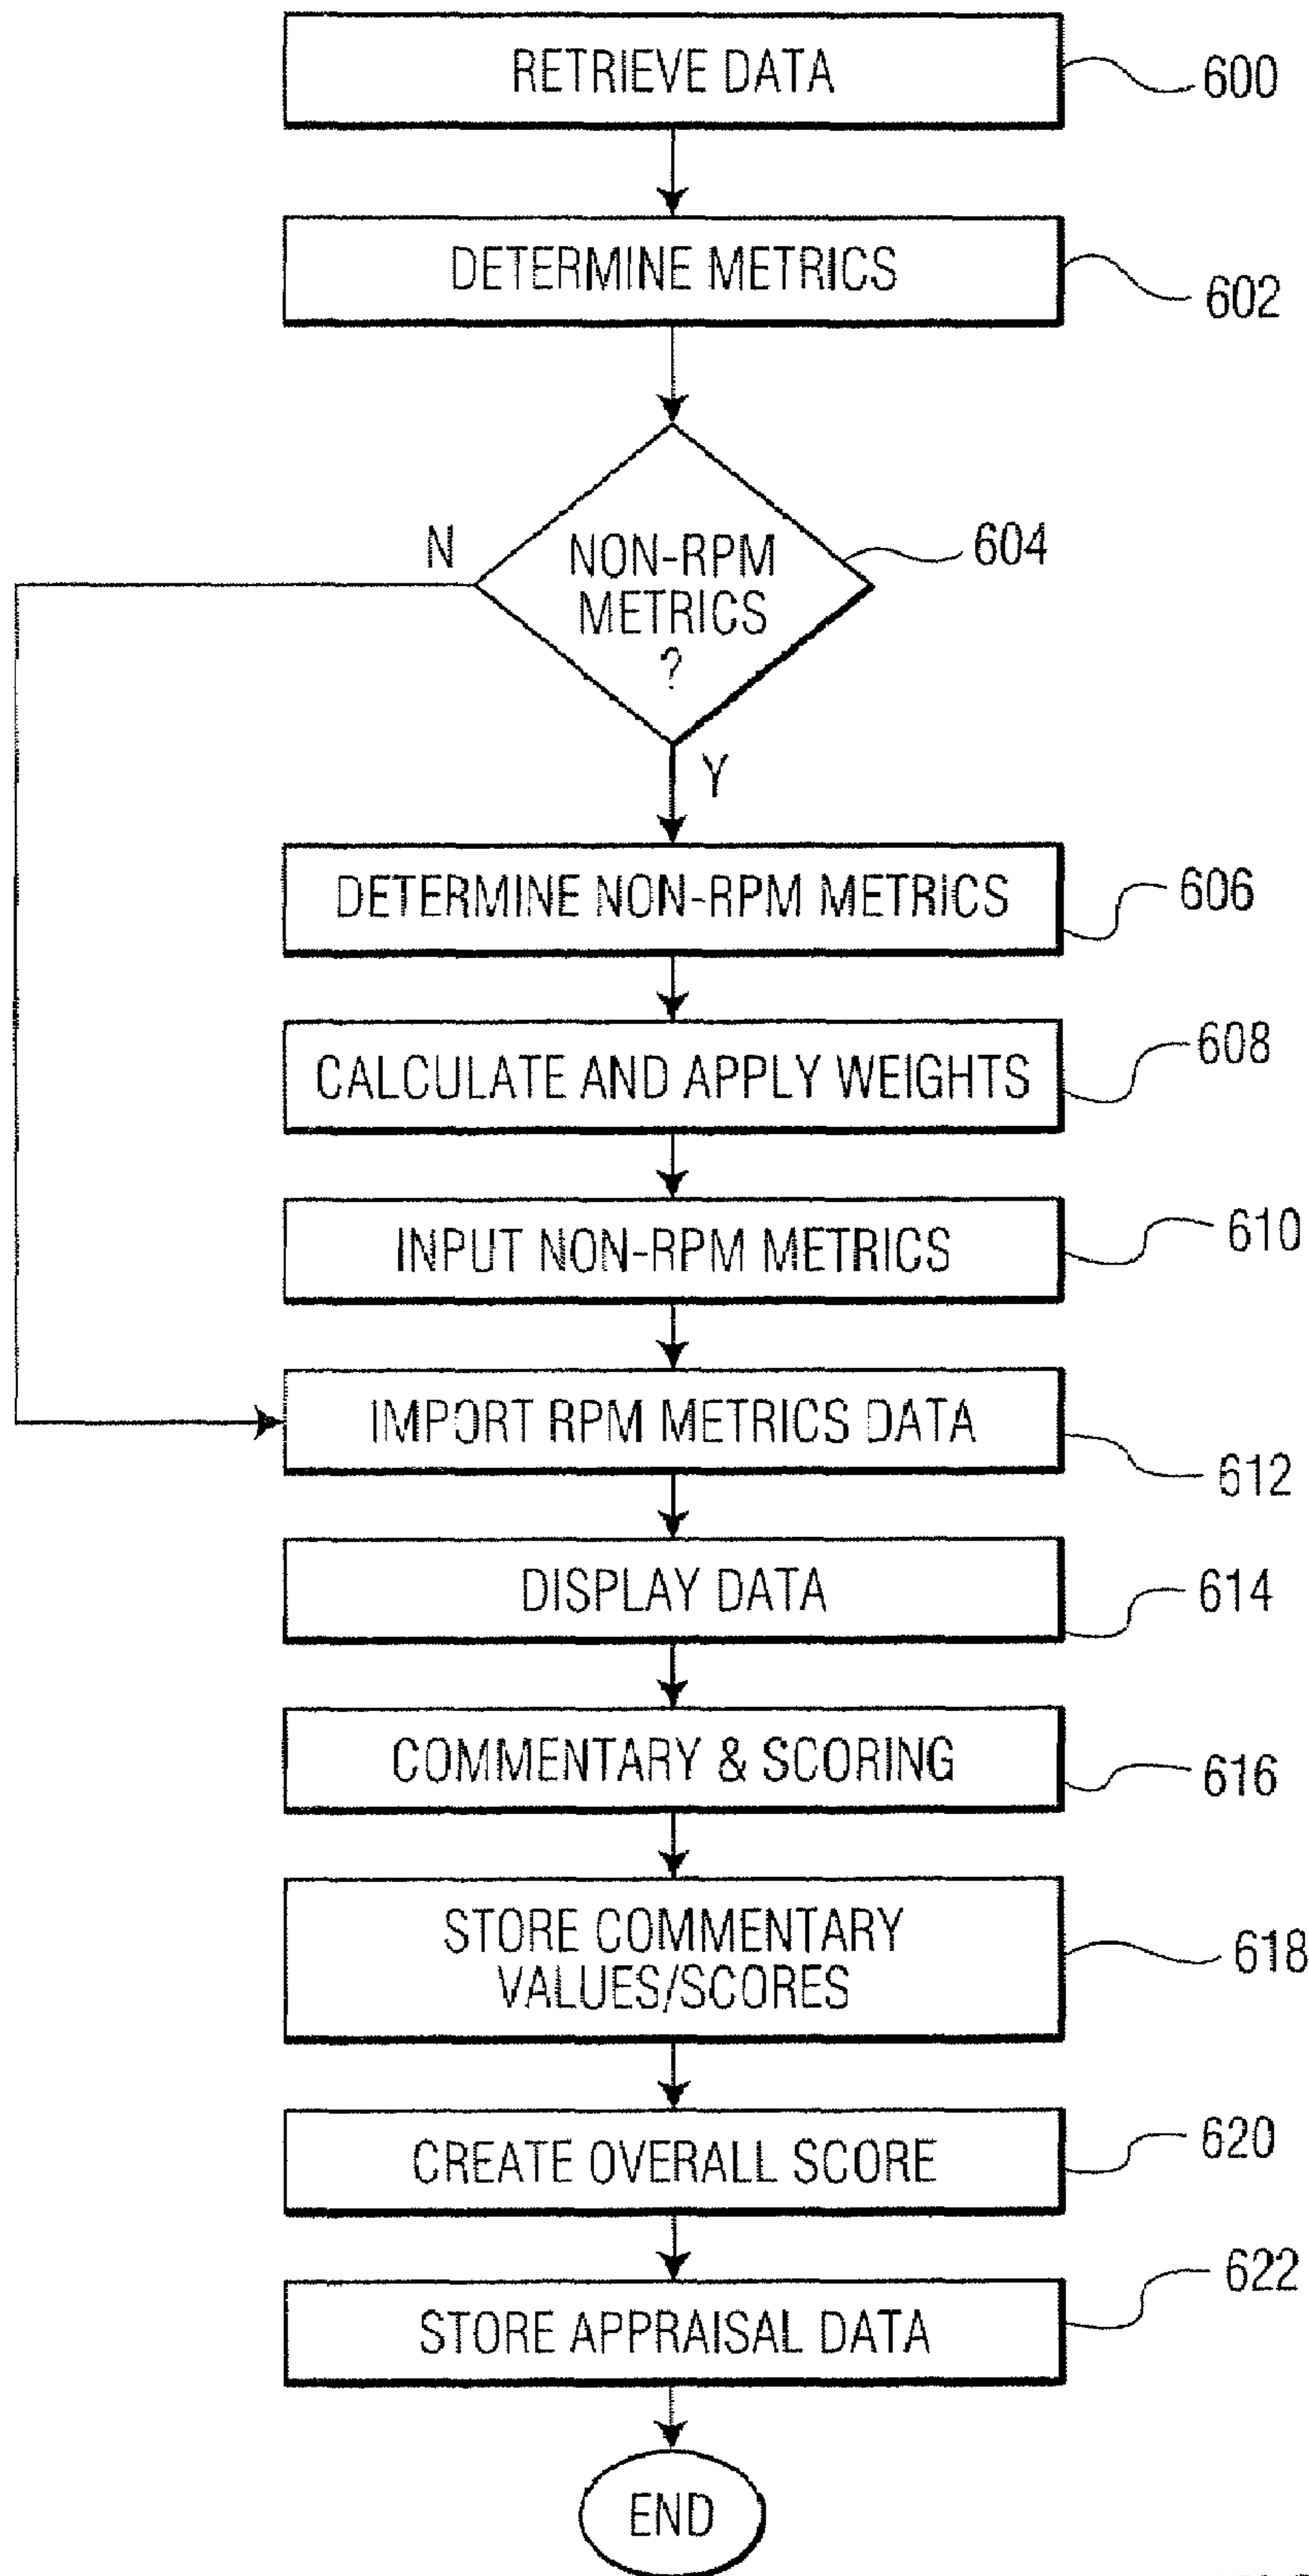 RETRIEVE DATA
600
DETERMINE METRICS
602
N
NON-RPM
METRICS
?
604
Y
DETERMINE NON-RPM METRICS
606
CALCULATE AND APPLY WEIGHTS
608
INPUT NON-RPM METRICS
610
IMPORT RPM METRICS DATA
612
DISPLAY DATA
614
COMMENTARY & SCORING
616
STORE COMMENTARY
VALUES/SCORES
618
CREATE OVERALL SCORE
620
STORE APPRAISAL DATA
622
END